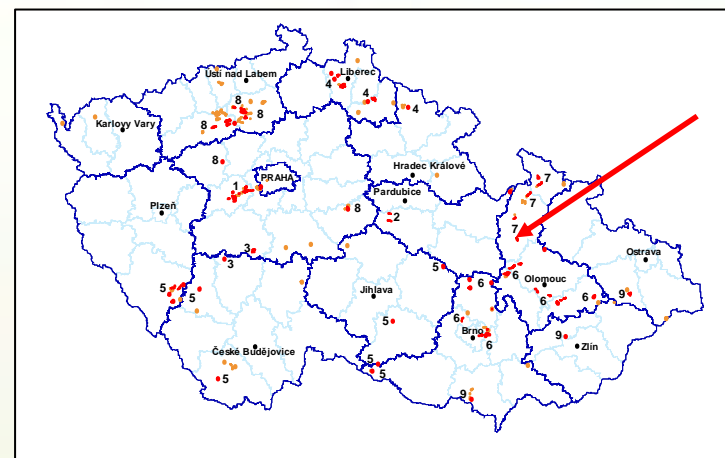 Ústí nad Labem
Liberec
4
4
4
8
8
8
Karlovy Vary
Hradec Králové
8
PRAHA
1
Pardubice
7
7
Plzeň
8
2
7
3
3
Ostrava
5
6
Olomouc
5
5
Jihlava
6
6
6
9
5
6
Brno
6
9
Zlín
České Budějovice
5
5
5
9